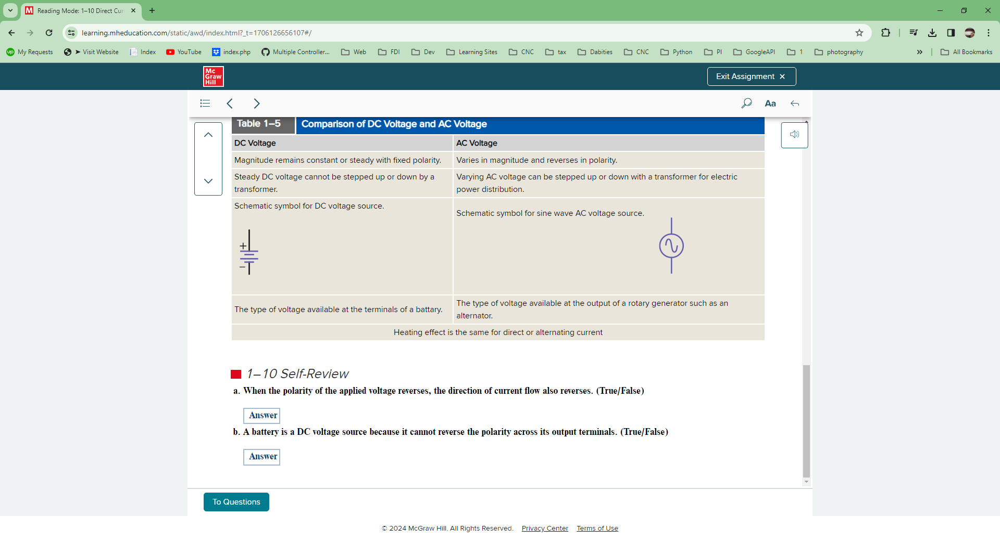 Reading Mode: 1–10 Direct Cur
learning.mheducation.com/static/awd/index.html?_t=1706126656107#/
My Requests
➤ Visit Website
Index
YouTube
index.php
Multiple Controller...
Web
FDI
Dev
Learning Sites
CNC
tax
Dabities
CNC
Python
PI
GoogleAPI
1
photography
All Bookmarks
Mc
Graw
Hill
Exit Assignment ×
Aa
Table 1–5 Comparison of DC Voltage and AC Voltage
DC Voltage
AC Voltage
Magnitude remains constant or steady with fixed polarity.
Varies in magnitude and reverses in polarity.
Steady DC voltage cannot be stepped up or down by a
transformer.
Varying AC voltage can be stepped up or down with a transformer for electric
power distribution.
Schematic symbol for DC voltage source.
+
−
Schematic symbol for sine wave AC voltage source.
The type of voltage available at the terminals of a battary.
The type of voltage available at the output of a rotary generator such as an
alternator.
Heating effect is the same for direct or alternating current
1–10 Self-Review
a. When the polarity of the applied voltage reverses, the direction of current flow also reverses. (True/False)
Answer
b. A battery is a DC voltage source because it cannot reverse the polarity across its output terminals. (True/False)
Answer
To Questions
© 2024 McGraw Hill. All Rights Reserved. Privacy Center Terms of Use